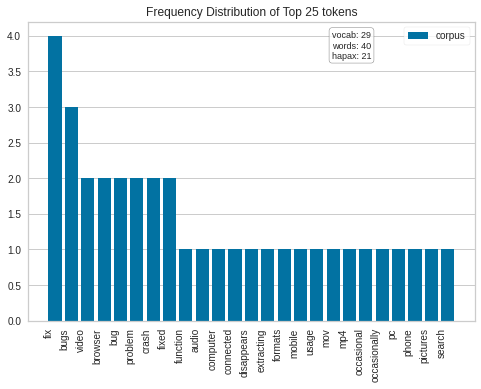 Frequency Distribution of Top 25 tokens
vocab: 29
words: 40
hapax: 21
corpus
4.0
3.5
3.0
2.5
2.0
1.5
1.0
0.5
0.0
fix
bugs
video
browser
bug
problem
crash
fixed
function
audio
computer
connected
disappears
extracting
formats
mobile
usage
mov
mp4
occasional
occasionally
pc
phone
pictures
search